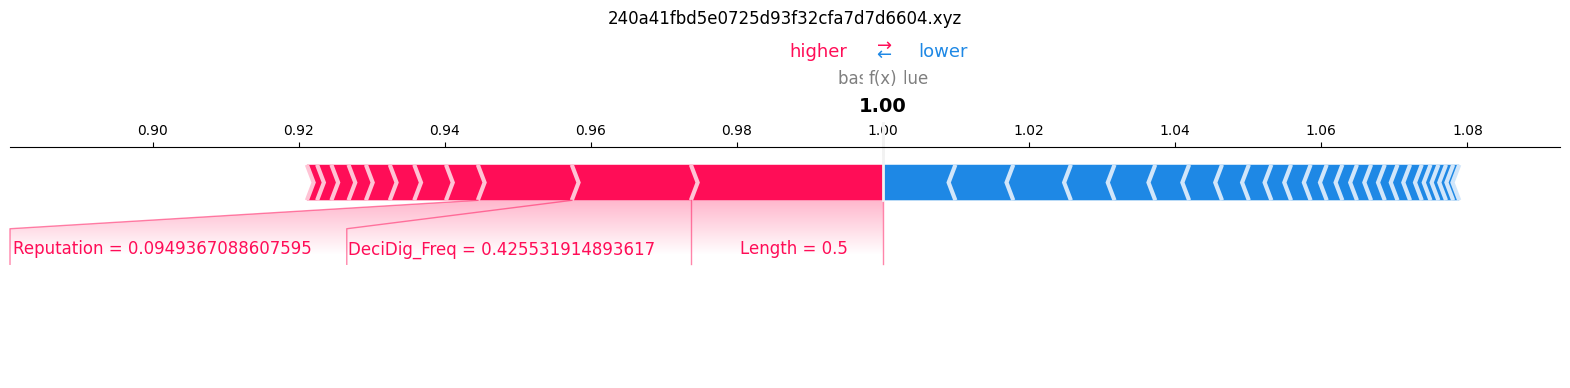 240a41fbd5e0725d93f32cfa7d7d6604.xyz
higher ⇄ lower
f(x)
1.00
0.90 0.92 0.94 0.96 0.98 1.00 1.02 1.04 1.06 1.08
Reputation = 0.0949367088607595 DeciDig_Freq = 0.425531914893617 Length = 0.5